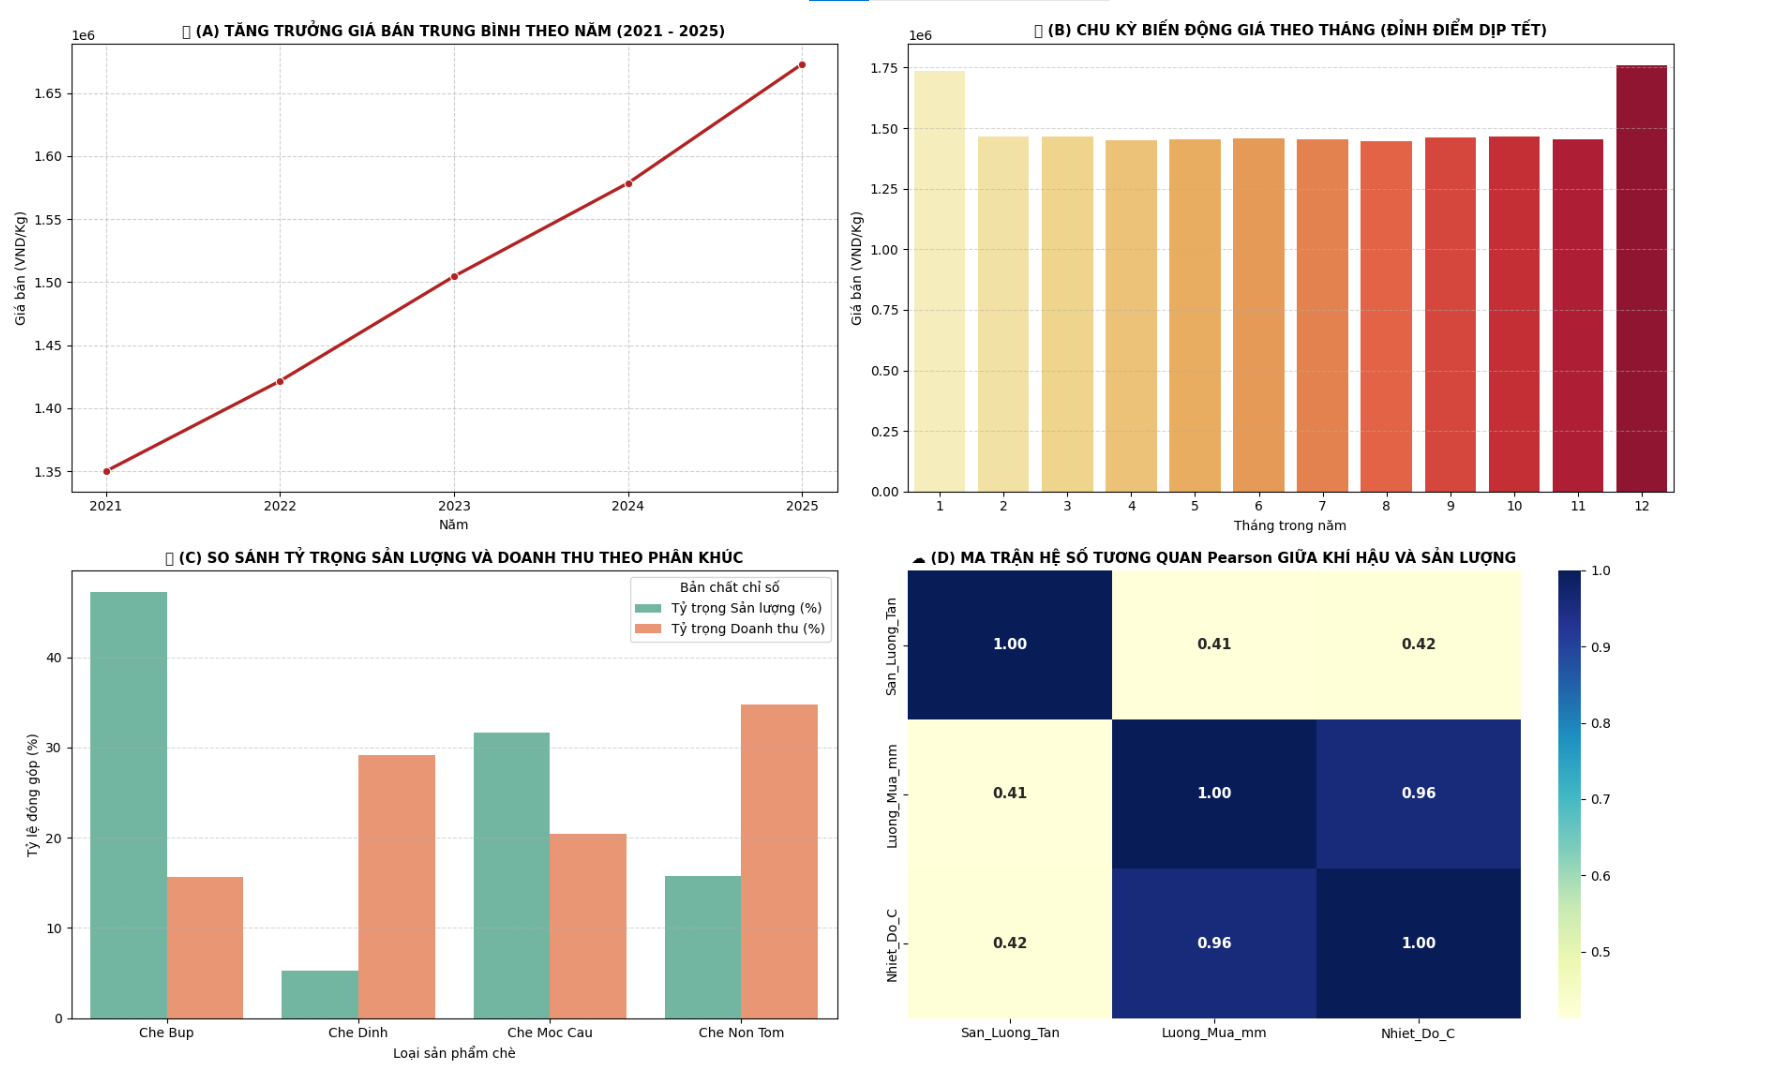 (A) TĂNG TRƯỞNG GIÁ BÁN TRUNG BÌNH THEO NĂM (2021 - 2025)
1e6
1.65
1.60
1.55
1.50
1.45
1.40
1.35
Giá bán (VND/Kg)
2021 2022 2023 2024 2025
Năm
(B) CHU KỲ BIẾN ĐỘNG GIÁ THEO THÁNG (ĐỈNH ĐIỂM DỊP TẾT)
1e6
1.75
1.50
1.25
1.00
0.75
0.50
0.25
0.00
Giá bán (VND/Kg)
1 2 3 4 5 6 7 8 9 10 11 12
Tháng trong năm
(C) SO SÁNH TỶ TRỌNG SẢN LƯỢNG VÀ DOANH THU THEO PHÂN KHÚC
Bản chất chỉ số
Tỷ trọng Sản lượng (%)
Tỷ trọng Doanh thu (%)
40
30
20
10
0
Tỷ lệ đóng góp (%)
Che Bup Che Dinh Che Moc Cau Che Non Tom
Loại sản phẩm chè
☁ (D) MA TRẬN HỆ SỐ TƯƠNG QUAN Pearson GIỮA KHÍ HẬU VÀ SẢN LƯỢNG
San_Luong_Tan
1.00 0.41 0.42
Luong_Mua_mm
0.41 1.00 0.96
Nhiet_Do_C
0.42 0.96 1.00
San_Luong_Tan Luong_Mua_mm Nhiet_Do_C
1.0
0.9
0.8
0.7
0.6
0.5